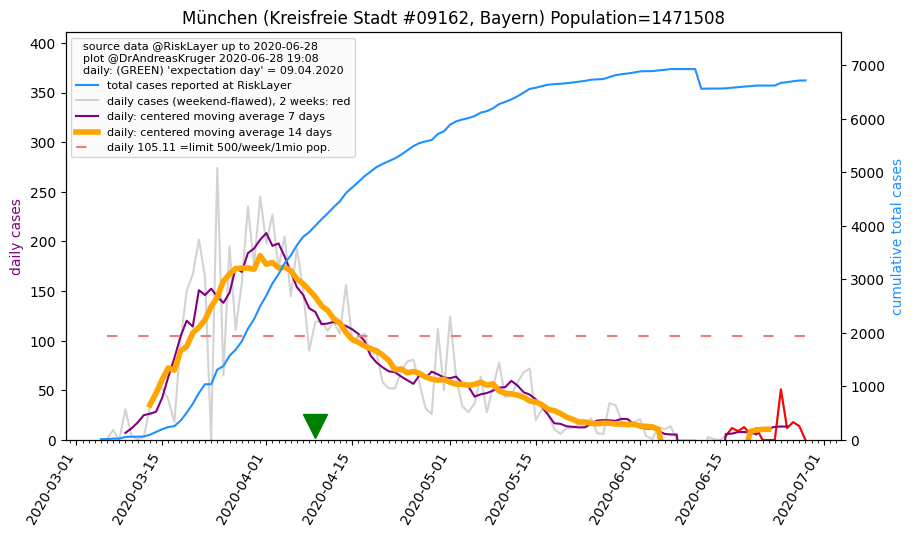 München (Kreisfreie Stadt #09162, Bayern) Population=1471508
source data @RiskLayer up to 2020-06-28
plot @DrAndreasKruger 2020-06-28 19:08
daily: (GREEN) 'expectation day' = 09.04.2020
total cases reported at RiskLayer
daily cases (weekend-flawed), 2 weeks: red
daily: centered moving average 7 days
daily: centered moving average 14 days
daily 105.11 =limit 500/week/1mio pop.
daily cases
400
350
300
250
200
150
100
50
0
cumulative total cases
7000
6000
5000
4000
3000
2000
1000
0
2020-03-01
2020-03-15
2020-04-01
2020-04-15
2020-05-01
2020-05-15
2020-06-01
2020-06-15
2020-07-01